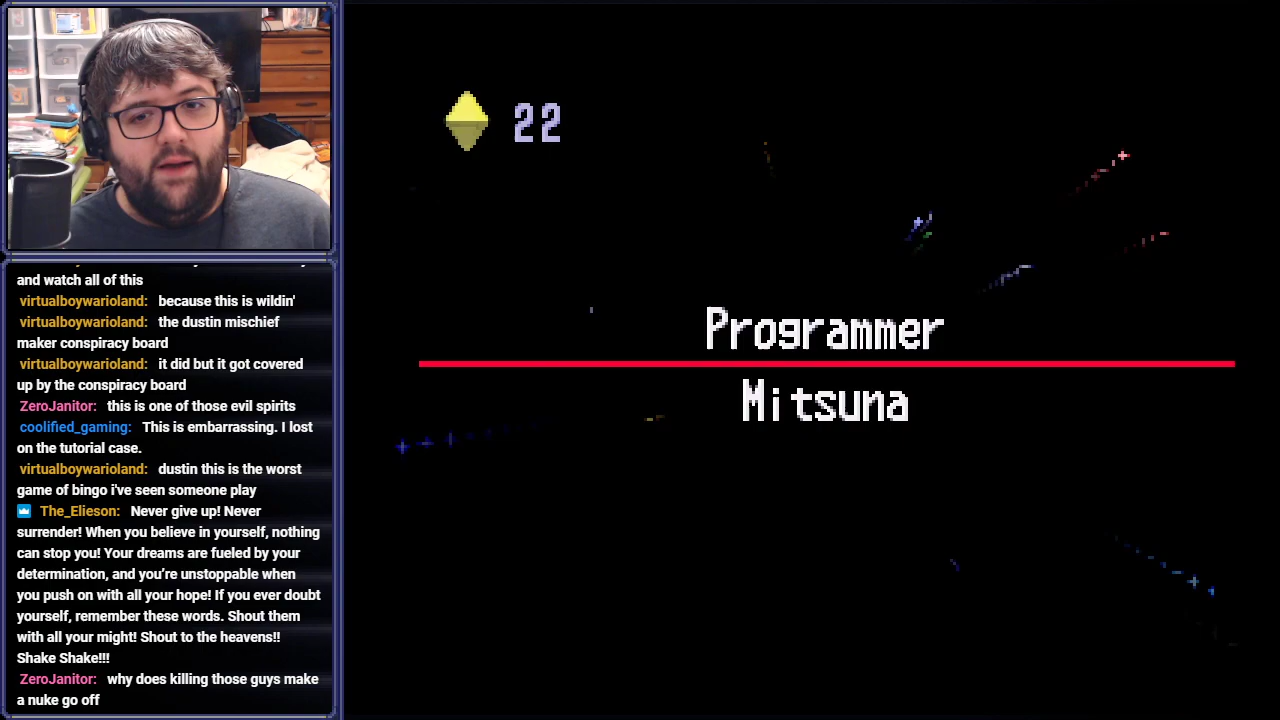 and watch all of this
virtualboywarioland: because this is wildin'
virtualboywarioland: the dustin mischief
maker conspiracy board
virtualboywarioland: it did but it got covered
up by the conspiracy board
ZeroJanitor: this is one of those evil spirits
coolified_gaming: This is embarrassing. I lost
on the tutorial case.
virtualboywarioland: dustin this is the worst
game of bingo i've seen someone play
The_Elieson: Never give up! Never
surrender! When you believe in yourself, nothing
can stop you! Your dreams are fueled by your
determination, and you’re unstoppable when
you push on with all your hope! If you ever doubt
yourself, remember these words. Shout them
with all your might! Shout to the heavens!!
Shake Shake!!!
ZeroJanitor: why does killing those guys make
a nuke go off
22
Programmer
Mitsuna